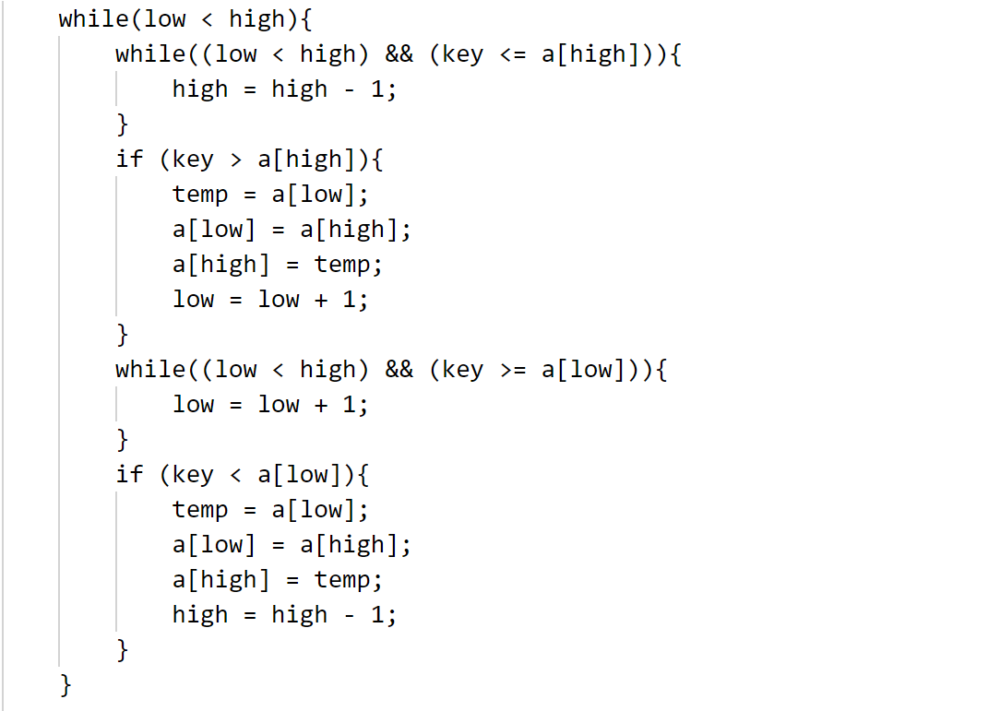 while(low < high){
    while((low < high) && (key <= a[high])){
        high = high - 1;
    }
    if (key > a[high]){
        temp = a[low];
        a[low] = a[high];
        a[high] = temp;
        low = low + 1;
    }
    while((low < high) && (key >= a[low])){
        low = low + 1;
    }
    if (key < a[low]){
        temp = a[low];
        a[low] = a[high];
        a[high] = temp;
        high = high - 1;
    }
}